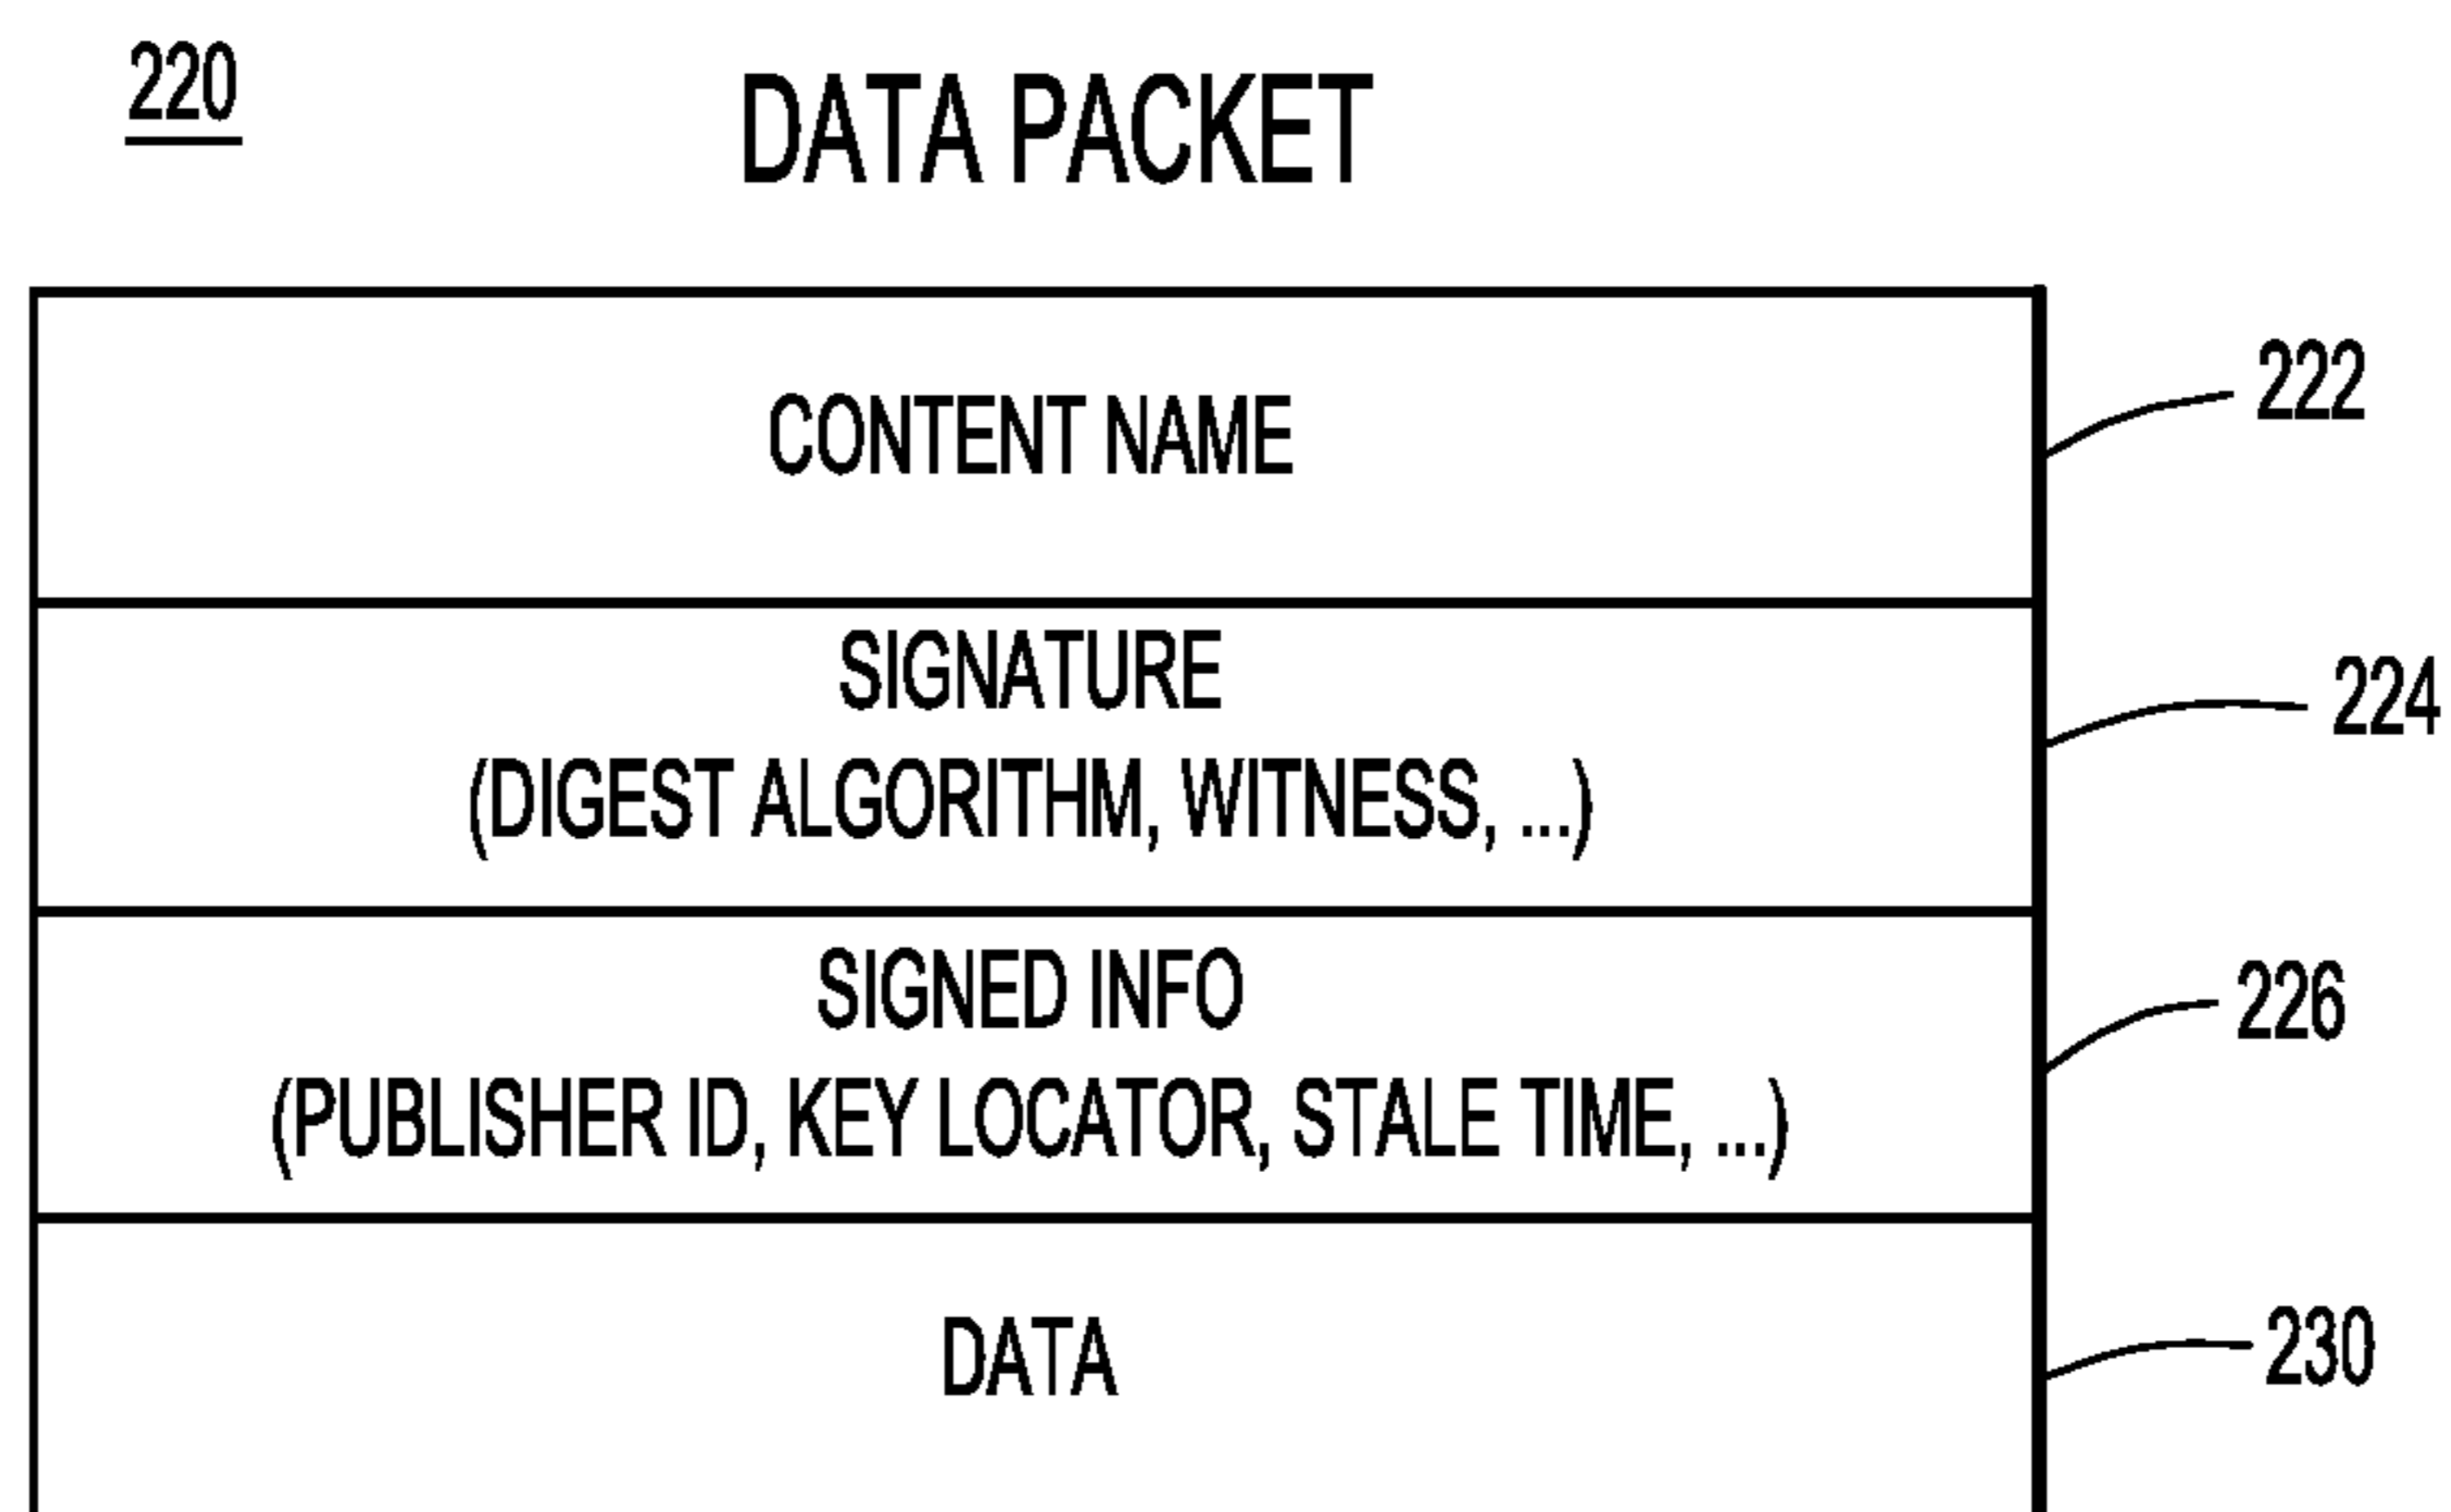 220
DATA PACKET
CONTENT NAME
222
SIGNATURE
(DIGEST ALGORITHM, WITNESS, ...)
224
SIGNED INFO
(PUBLISHER ID, KEY LOCATOR, STALE TIME, ...)
226
DATA
230